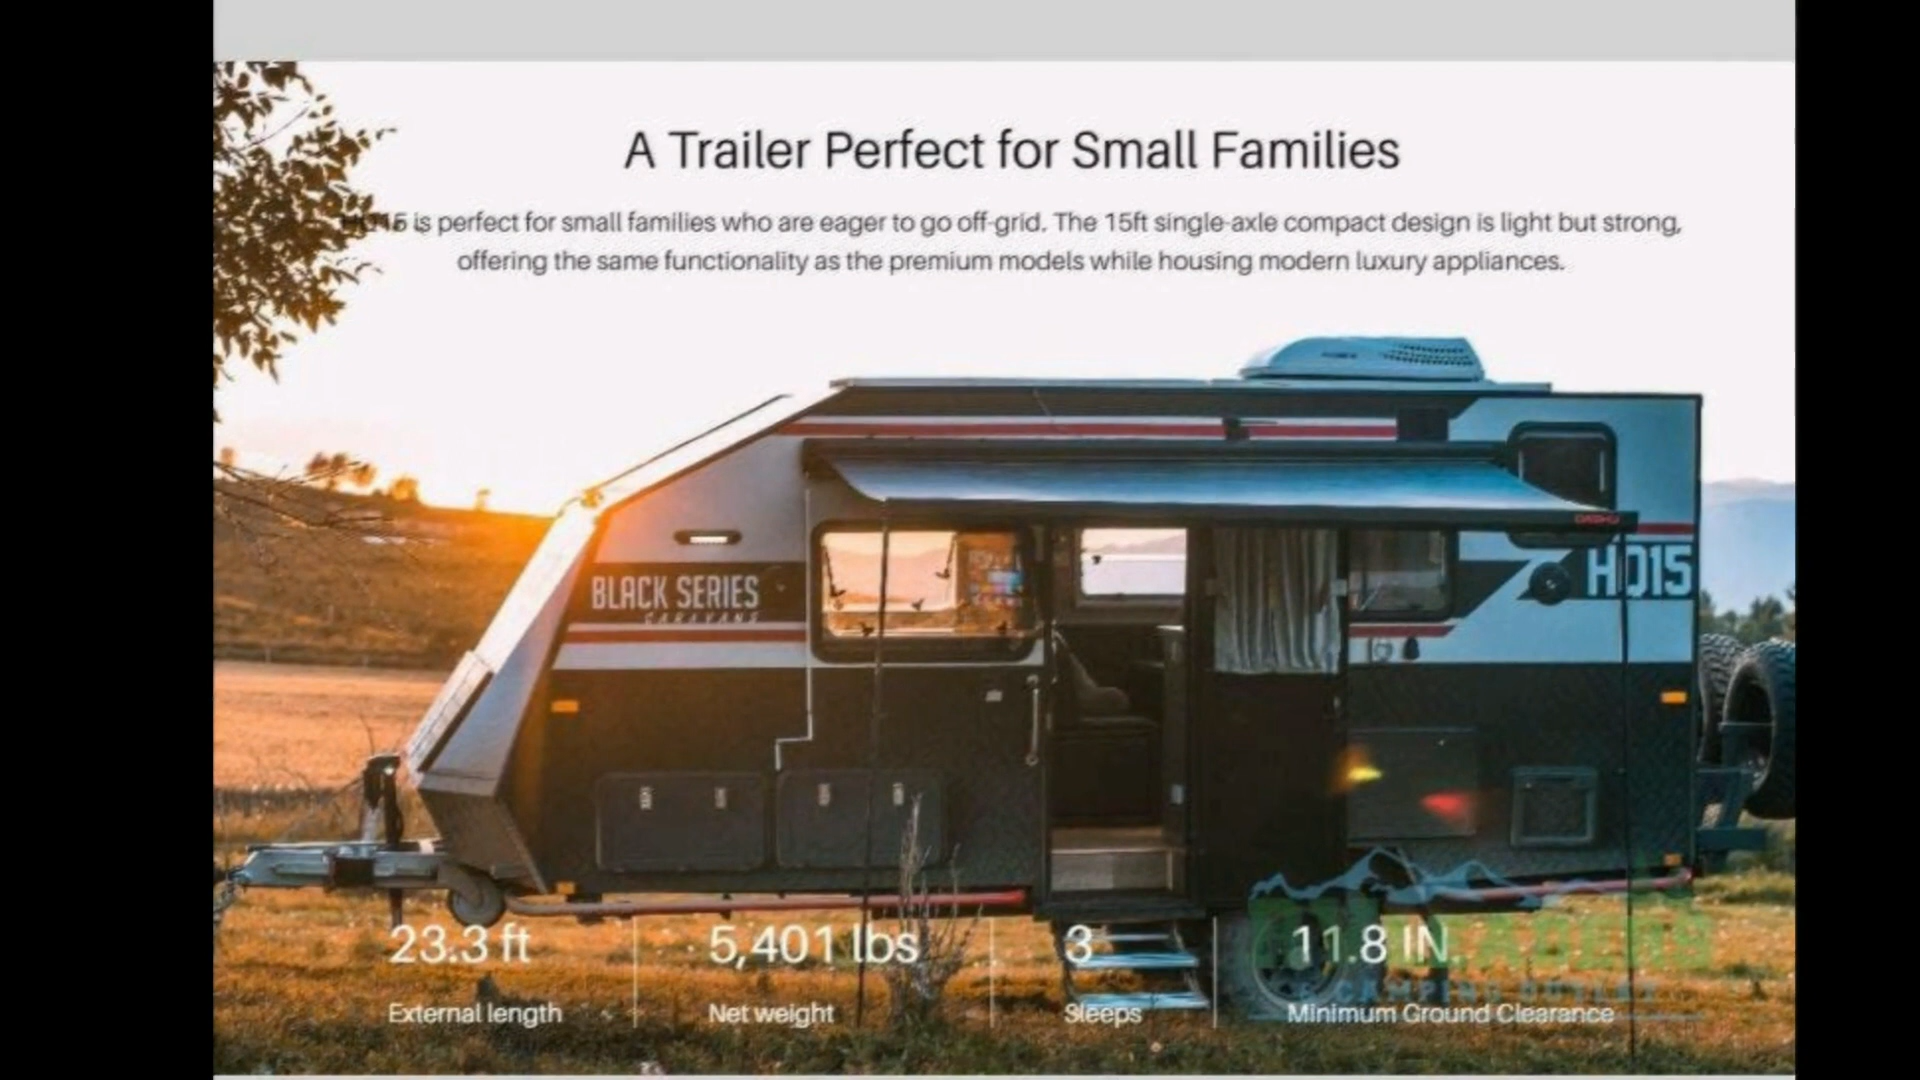 A Trailer Perfect for Small Families
HQ15 is perfect for small families who are eager to go off-grid. The 15ft single-axle compact design is light but strong,
offering the same functionality as the premium models while housing modern luxury appliances.
BLACK SERIES
CARAVANS
HQ15
23.3 ft
5,401 lbs
3
11.8 IN.
External length
Net weight
Sleeps
Minimum Ground Clearance
& CAMPING OUTLET